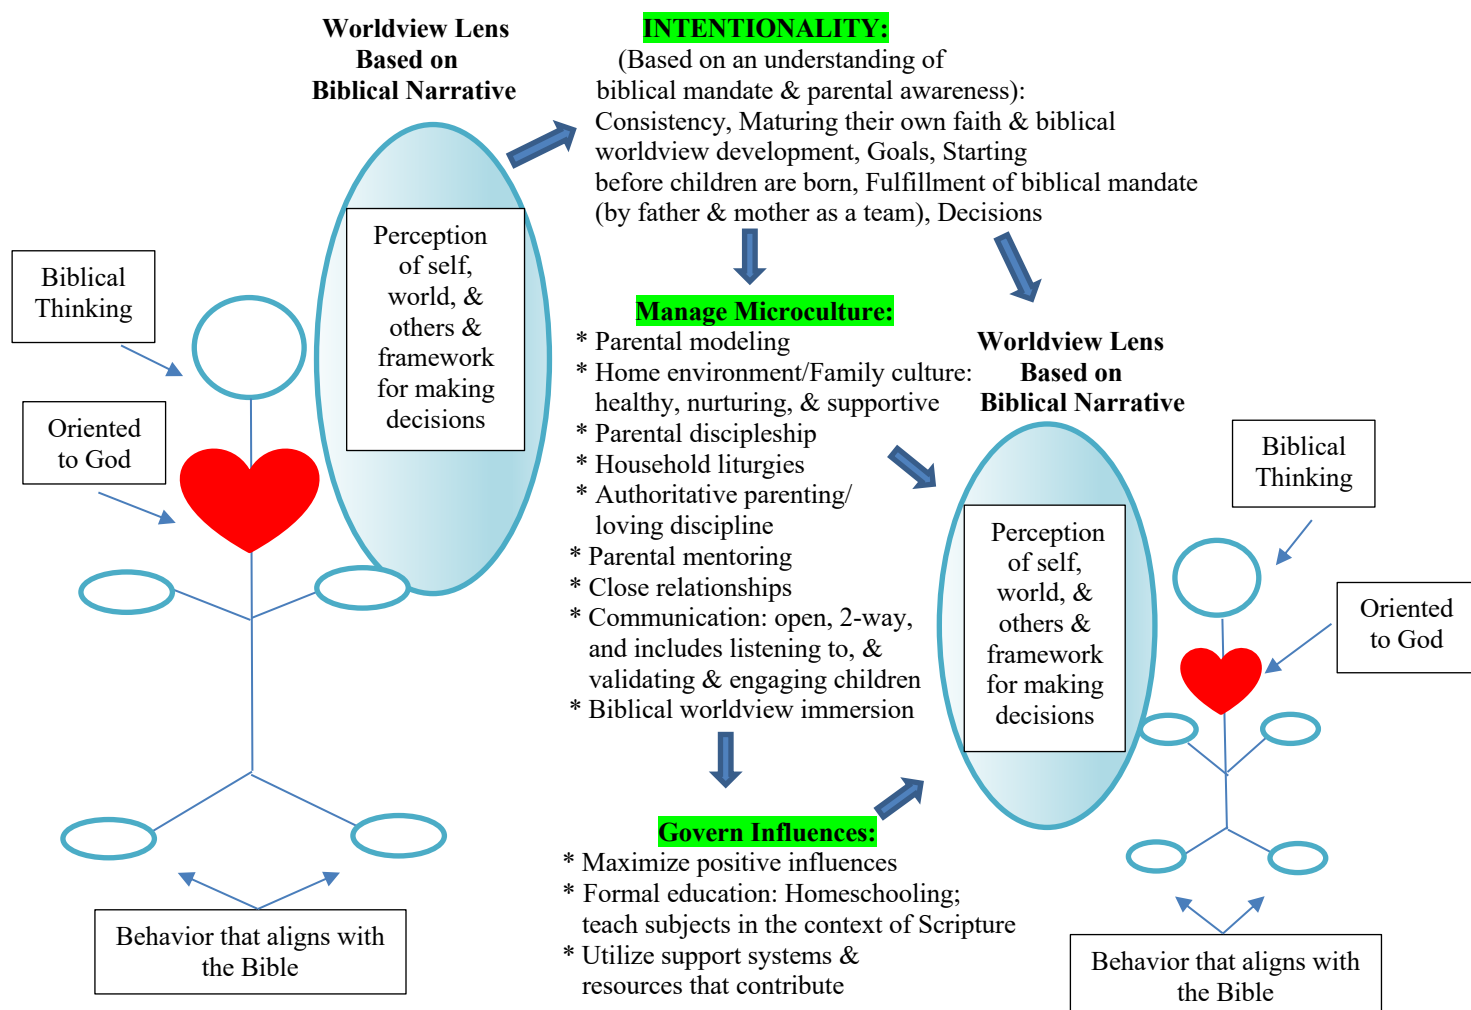 Worldview Lens
Based on
Biblical Narrative
Perception
of self,
world, &
others &
framework
for making
decisions
Biblical
Thinking
Oriented
to God
Behavior that aligns with
the Bible
INTENTIONALITY:
(Based on an understanding of
biblical mandate & parental awareness):
Consistency, Maturing their own faith & biblical
worldview development, Goals, Starting
before children are born, Fulfillment of biblical mandate
(by father & mother as a team), Decisions
Manage Microculture:
* Parental modeling
* Home environment/Family culture:
healthy, nurturing, & supportive
* Parental discipleship
* Household liturgies
* Authoritative parenting/
loving discipline
* Parental mentoring
* Close relationships
* Communication: open, 2-way,
and includes listening to, &
validating & engaging children
* Biblical worldview immersion
Govern Influences:
* Maximize positive influences
* Formal education: Homeschooling;
teach subjects in the context of Scripture
* Utilize support systems &
resources that contribute
Worldview Lens
Based on
Biblical Narrative
Perception
of self,
world, &
others &
framework
for making
decisions
Biblical
Thinking
Oriented
to God
Behavior that aligns with
the Bible